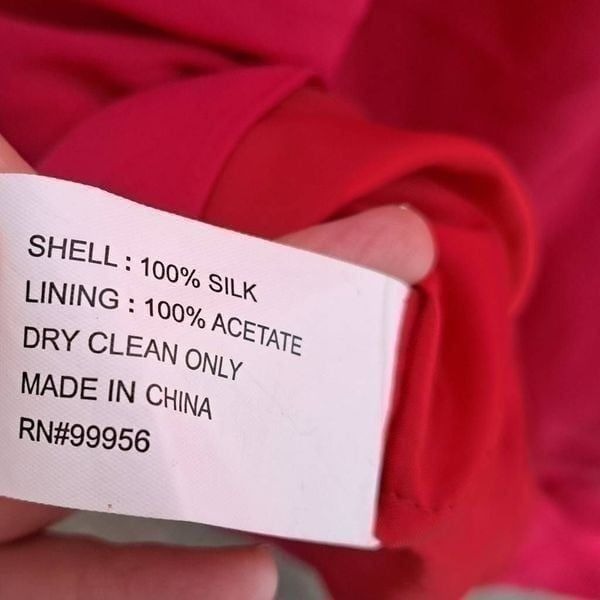 SHELL : 100% SILK
LINING : 100% ACETATE
DRY CLEAN ONLY
MADE IN CHINA
RN#99956